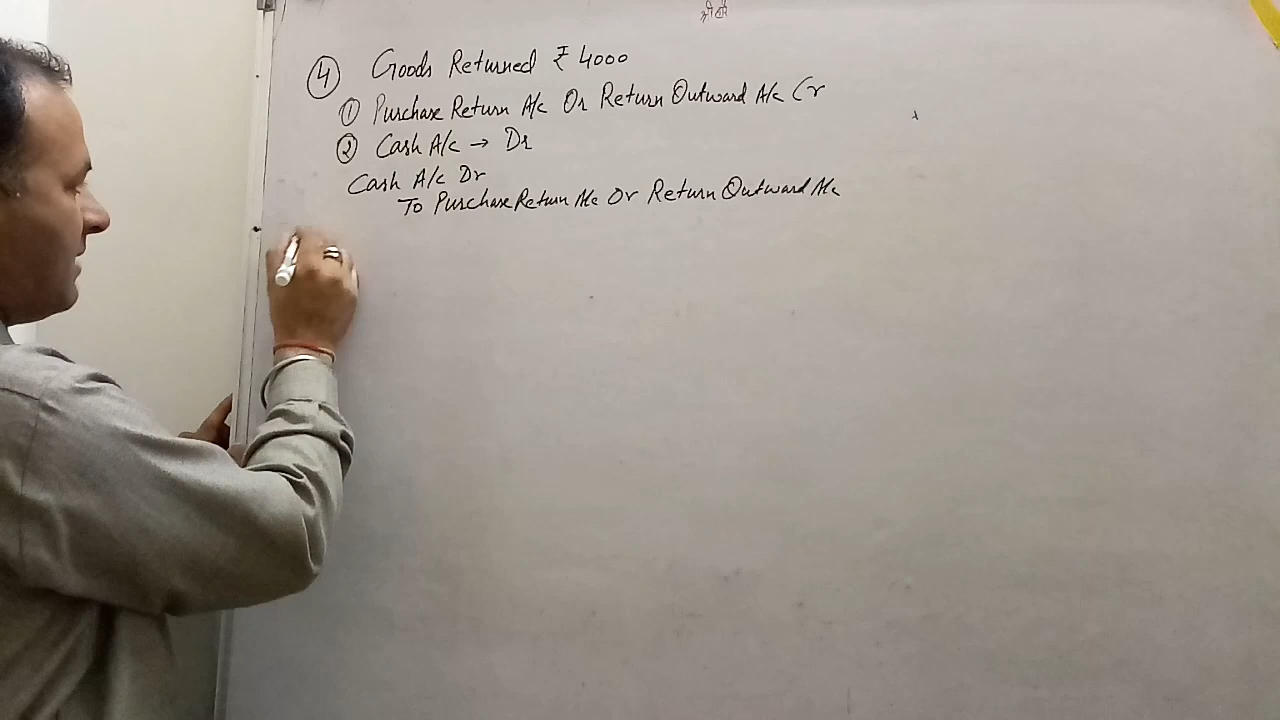 श्री हरि
④ Goods Returned ₹ 4000
① Purchase Return A/c Or Return Outward A/c Cr
② Cash A/c → Dr
Cash A/c Dr
To Purchase Return A/c Or Return Outward A/c